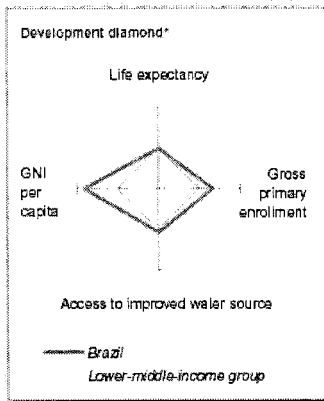 Development diamond*
Life expectancy
GNI
per
capita
Gross
primary
enrollment
Access to improved water source
Brazil
Lower-middle-income group